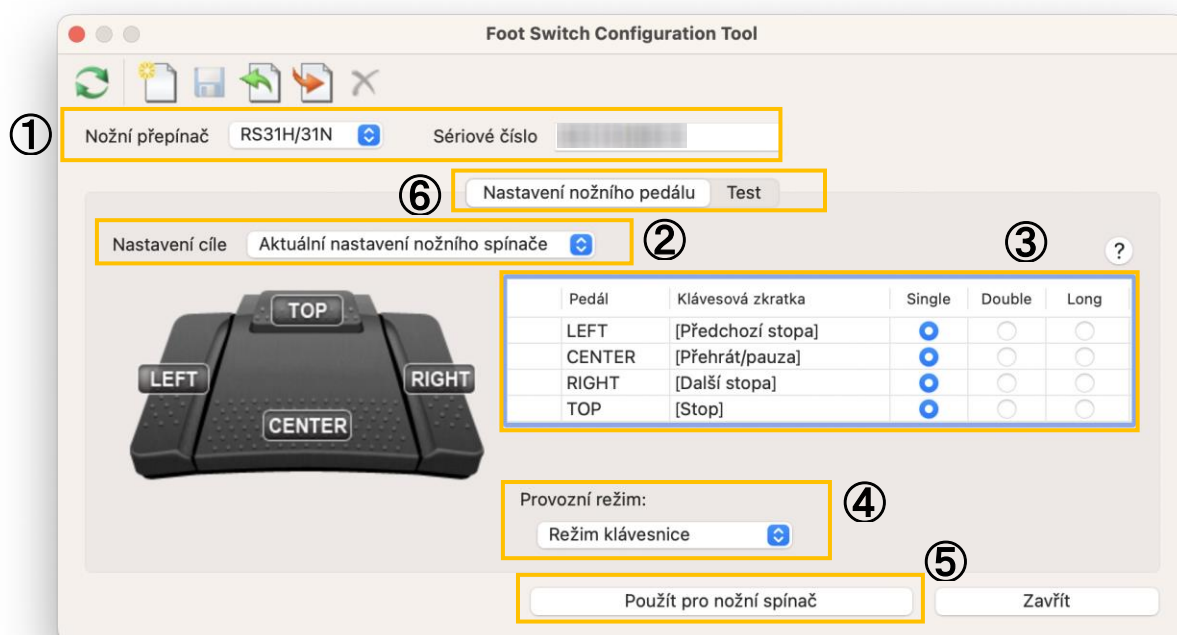 Foot Switch Configuration Tool
① Nožní přepínač RS31H/31N Sériové číslo
⑥ Nastavení nožního pedálu Test
Nastavení cíle Aktuální nastavení nožního spínače ② ③ ?
Pedál Klávesová zkratka Single Double Long
LEFT [Předchozí stopa]
CENTER [Přehrát/pauza]
RIGHT [Další stopa]
TOP [Stop]
TOP
LEFT RIGHT
CENTER
Provozní režim: ④
Režim klávesnice
⑤
Použít pro nožní spínač Zavřít